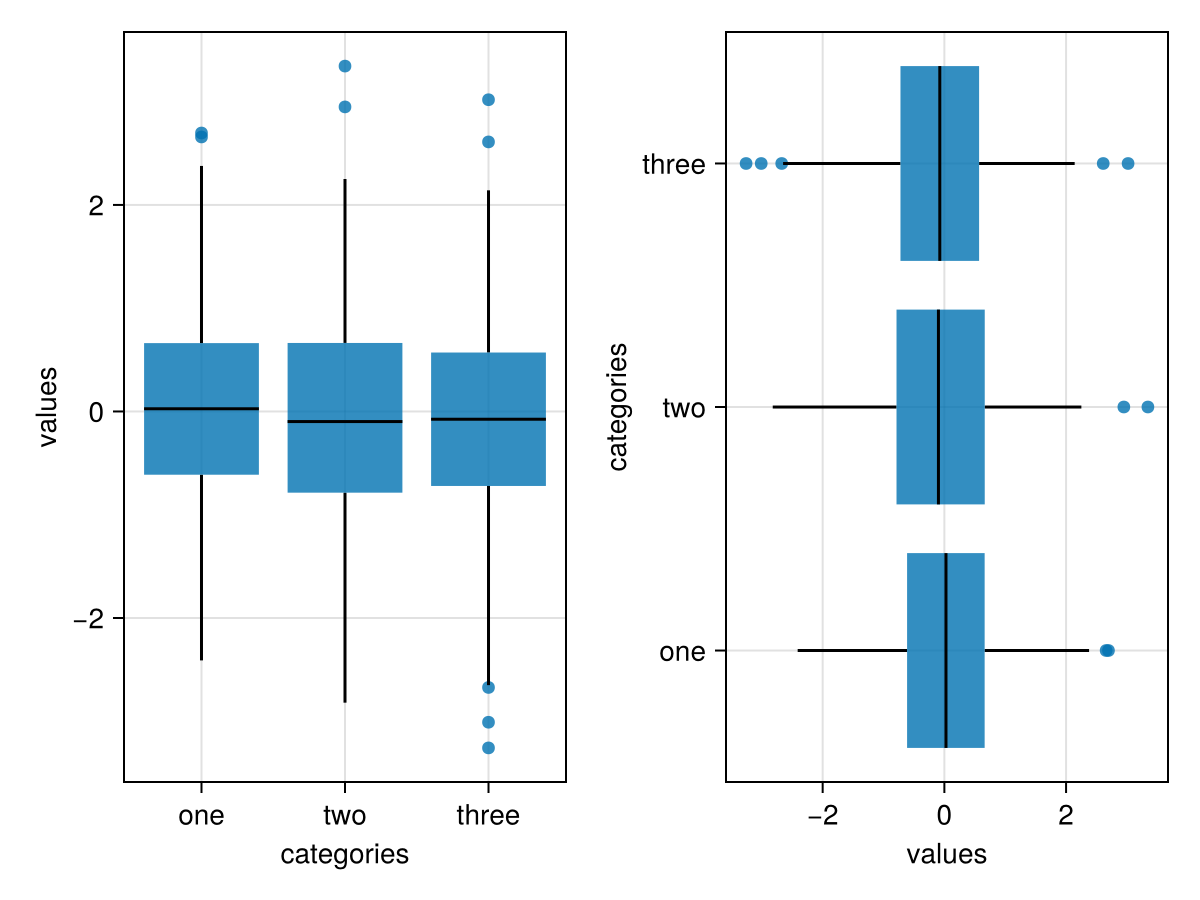 values
2
0
−2
one two three
categories
categories
three
two
one
−2 0 2
values